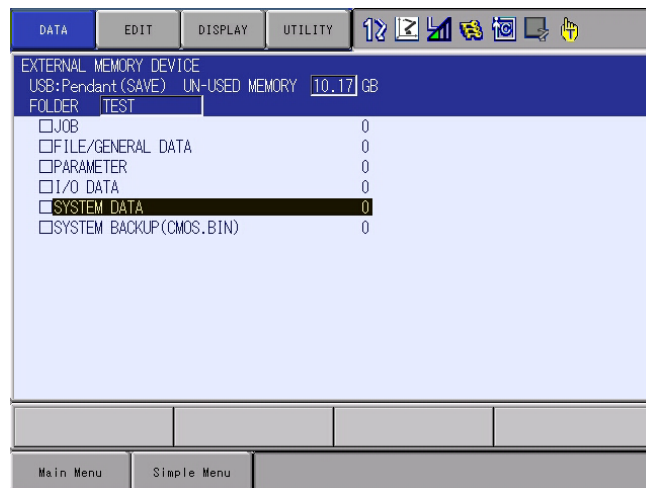 DATA EDIT DISPLAY UTILITY
EXTERNAL MEMORY DEVICE
USB:Pendant(SAVE) UN-USED MEMORY 10.17 GB
FOLDER TEST
JOB 0
FILE/GENERAL DATA 0
PARAMETER 0
I/O DATA 0
SYSTEM DATA 0
SYSTEM BACKUP(CMOS.BIN) 0
Main Menu Simple Menu